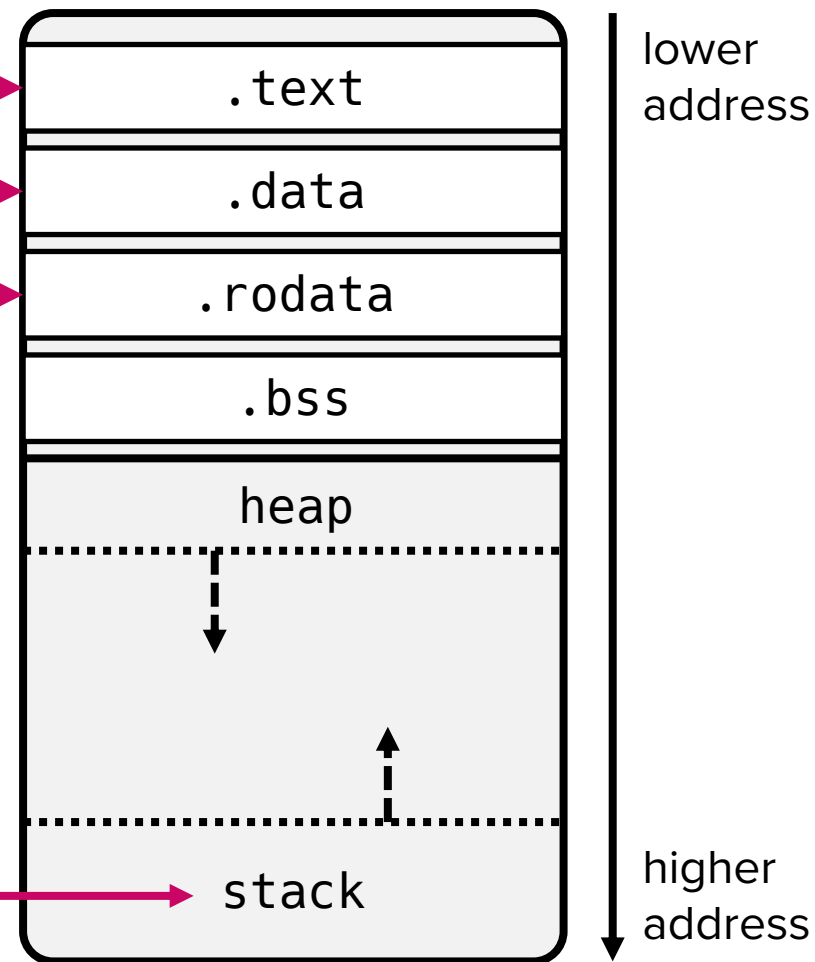 lower
address
.text
.data
.rodata
.bss
heap
stack
higher
address